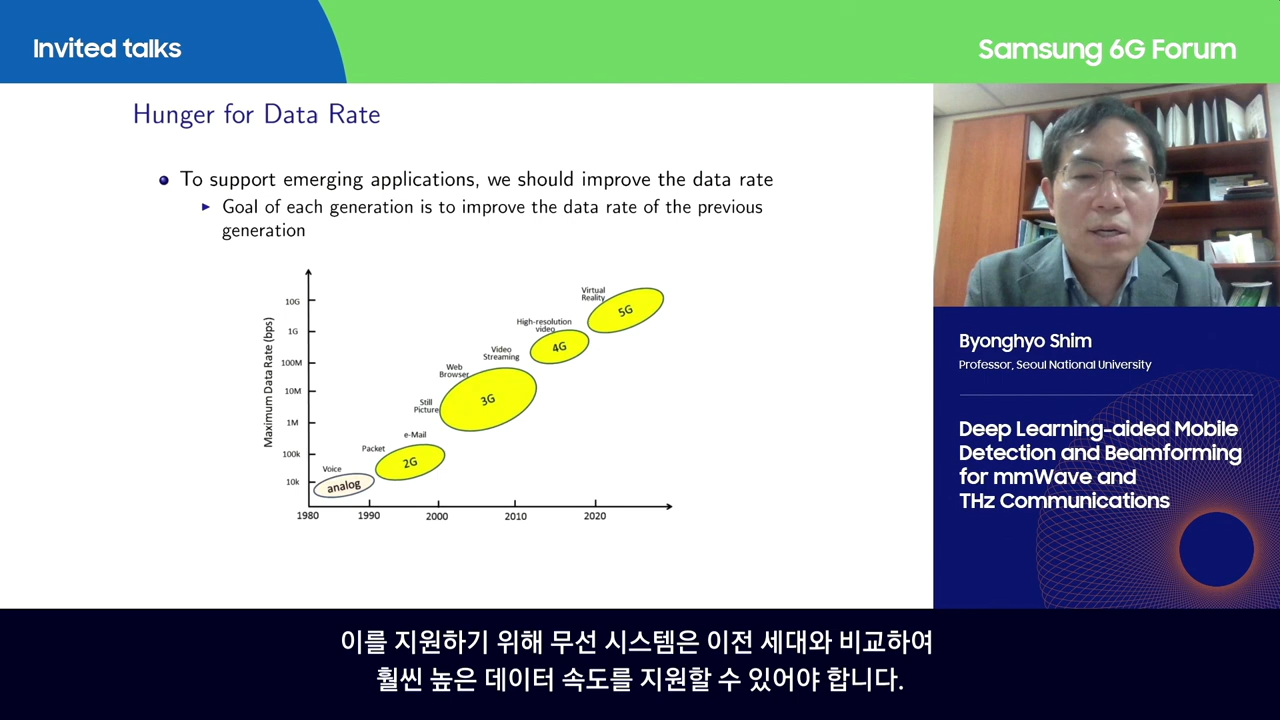 Invited talks
Samsung 6G Forum
Hunger for Data Rate
To support emerging applications, we should improve the data rate
Goal of each generation is to improve the data rate of the previous
generation
Maximum Data Rate (bps)
10G
1G
100M
10M
1M
100k
10k
1980
1990
2000
2010
2020
Voice
analog
Packet
e-Mail
2G
Still
Picture
Web
Browser
Video
Streaming
3G
High-resolution
video
4G
Virtual
Reality
5G
Byonghyo Shim
Professor, Seoul National University
Deep Learning-aided Mobile
Detection and Beamforming
for mmWave and
THz Communications
이를 지원하기 위해 무선 시스템은 이전 세대와 비교하여
훨씬 높은 데이터 속도를 지원할 수 있어야 합니다.